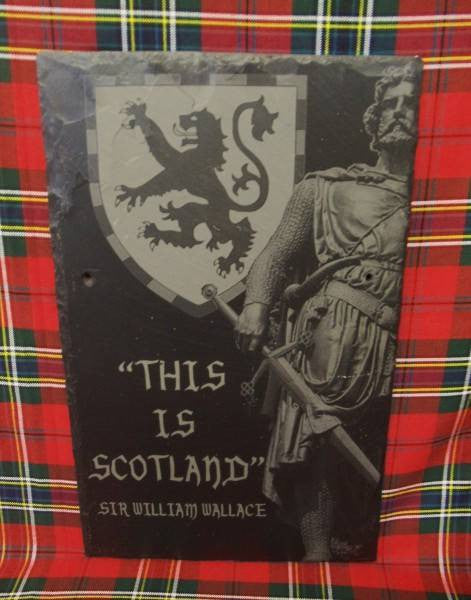 “THIS
IS
SCOTLAND”
SIR WILLIAM WALLACE